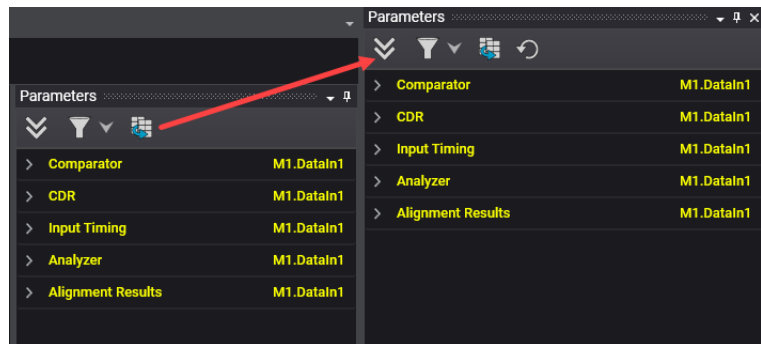 Parameters
Comparator M1.DataIn1
CDR M1.DataIn1
Input Timing M1.DataIn1
Analyzer M1.DataIn1
Alignment Results M1.DataIn1
Parameters
Comparator M1.DataIn1
CDR M1.DataIn1
Input Timing M1.DataIn1
Analyzer M1.DataIn1
Alignment Results M1.DataIn1